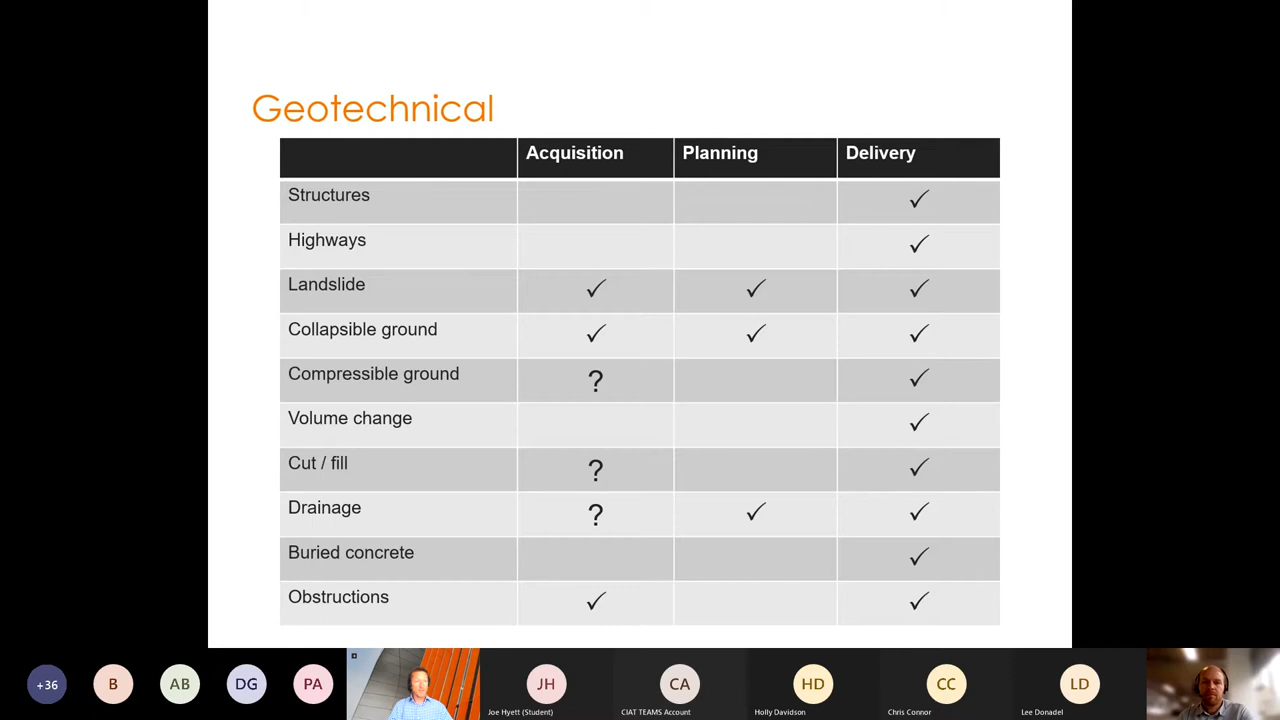 Geotechnical
Acquisition Planning Delivery
Structures ✓
Highways ✓
Landslide ✓ ✓ ✓
Collapsible ground ✓ ✓ ✓
Compressible ground ? ✓
Volume change ✓
Cut / fill ? ✓
Drainage ? ✓ ✓
Buried concrete ✓
Obstructions ✓ ✓
+36 B AB DG PA JH CA HD CC LD
Joe Hyett (Student) CIAT TEAMS Account Holly Davidson Chris Connor Lee Donadel